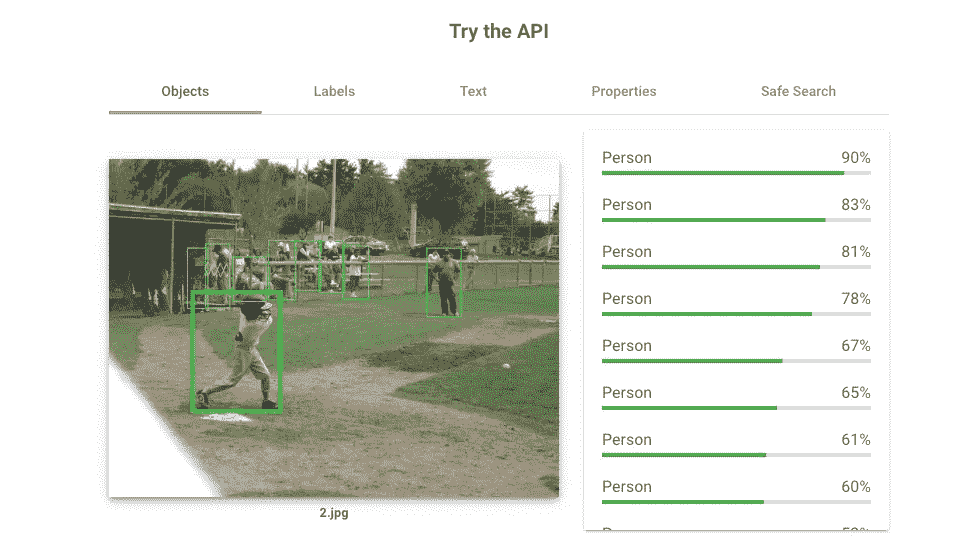 Try the API
Objects Labels Text Properties Safe Search
Person 90%
Person 83%
Person 81%
Person 78%
Person 67%
Person 65%
Person 61%
Person 60%
2.jpg